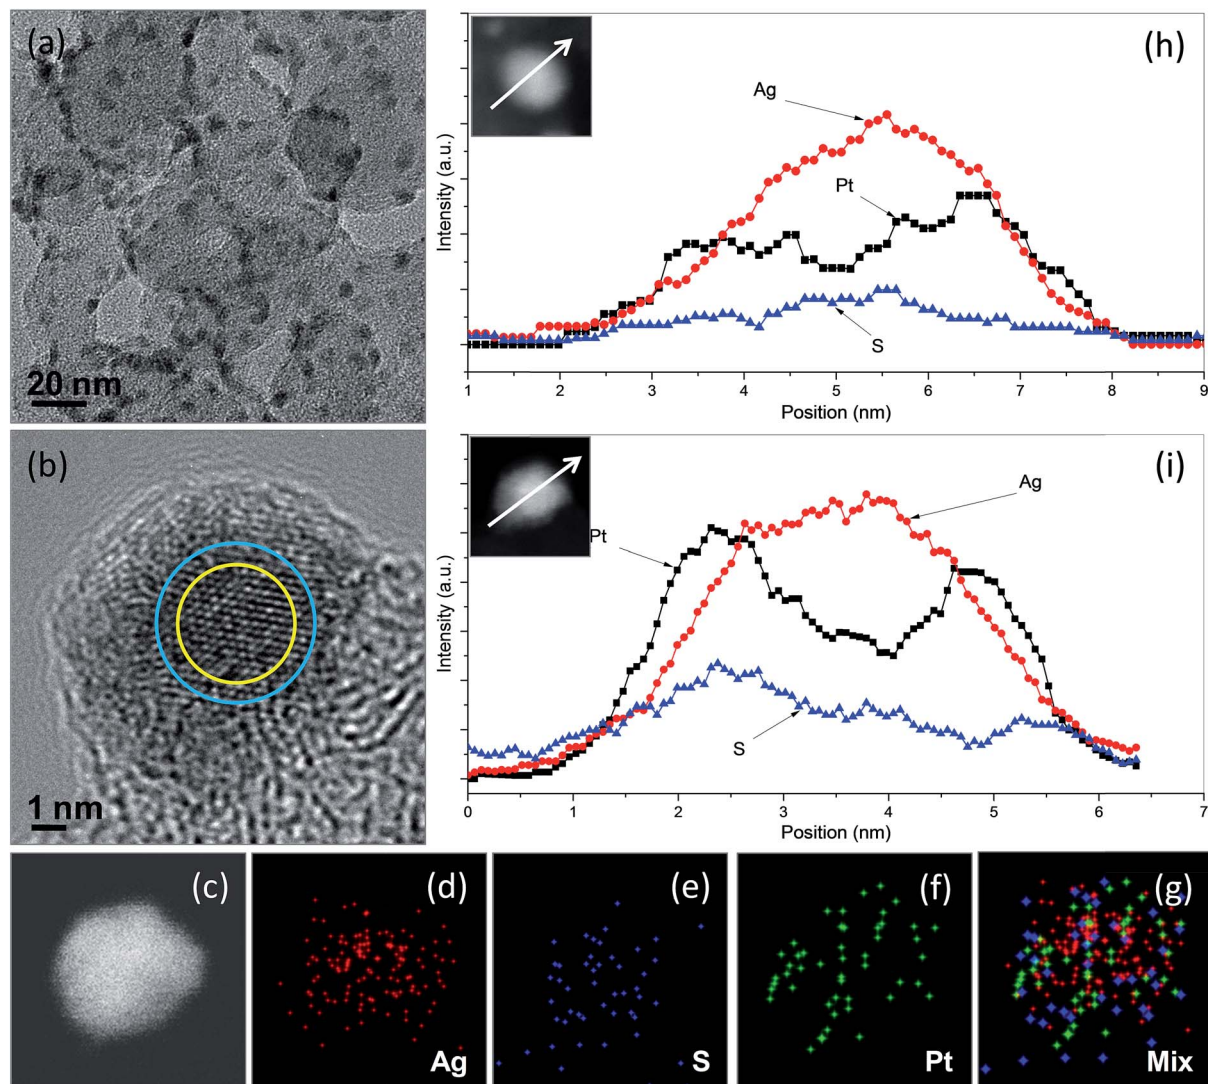 (a)
20 nm
(b)
1 nm
(h)
Ag
Pt
S
Intensity (a.u.)
1 2 3 4 5 6 7 8 9
Position (nm)
(i)
Ag
Pt
S
Intensity (a.u.)
0 1 2 3 4 5 6 7
Position (nm)
(c)
(d)
Ag
(e)
S
(f)
Pt
(g)
Mix